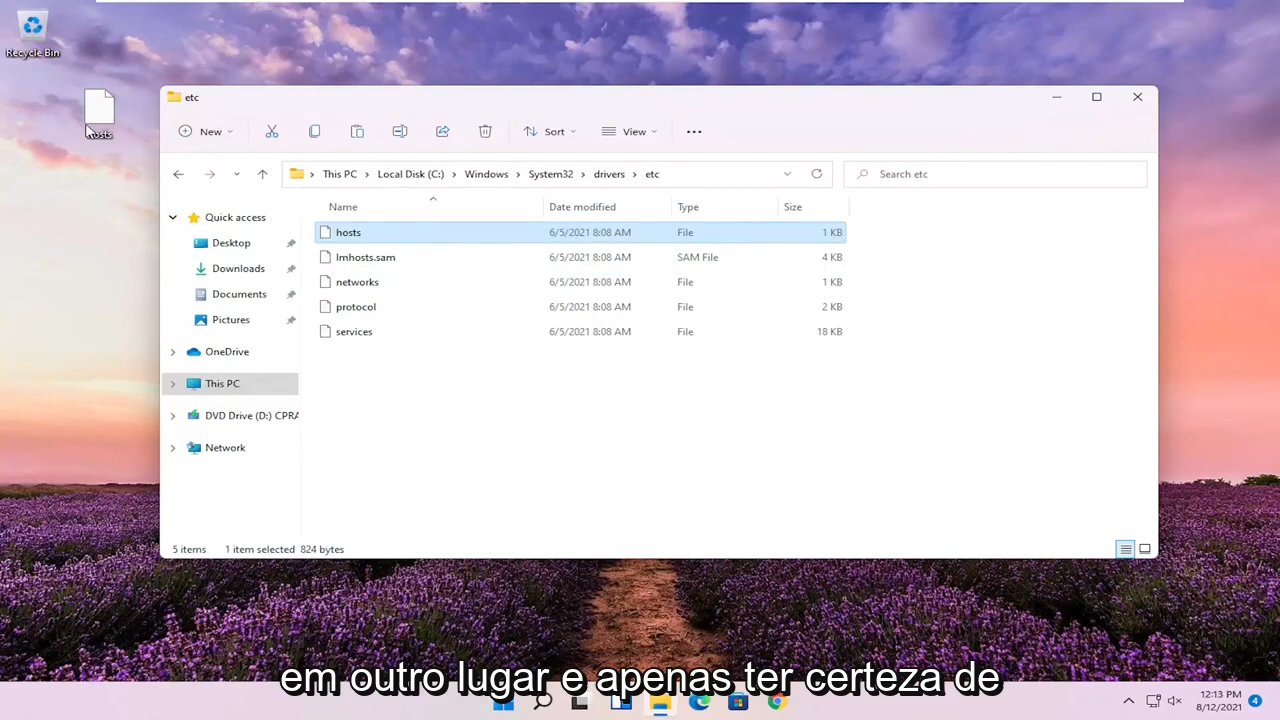 Recycle Bin
hosts
etc
New
Sort
View
This PC
Local Disk (C:)
Windows
System32
drivers
etc
Search etc
Name
Date modified
Type
Size
Quick access
Desktop
Downloads
Documents
Pictures
OneDrive
This PC
DVD Drive (D:) CPRA
Network
hosts 6/5/2021 8:08 AM File 1 KB
lmhosts.sam 6/5/2021 8:08 AM SAM File 4 KB
networks 6/5/2021 8:08 AM File 1 KB
protocol 6/5/2021 8:08 AM File 2 KB
services 6/5/2021 8:08 AM File 18 KB
5 items 1 item selected 824 bytes
em outro lugar e apenas ter certeza de
12:13 PM
8/12/2021
4